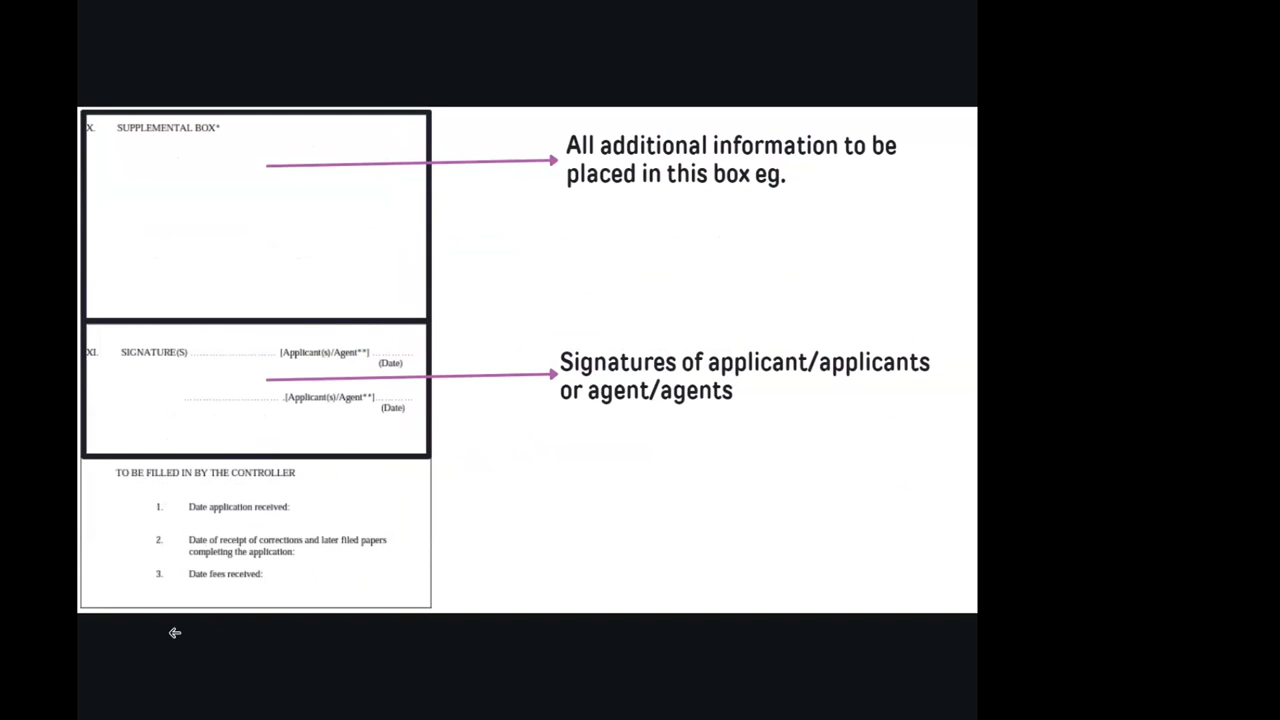 X. SUPPLEMENTAL BOX*
All additional information to be
placed in this box eg.
XI. SIGNATURE(S) ................................ [Applicant(s)/Agent**] ..............
(Date)
................................ .[Applicant(s)/Agent**]..............
(Date)
Signatures of applicant/applicants
or agent/agents
TO BE FILLED IN BY THE CONTROLLER
1. Date application received:
2. Date of receipt of corrections and later filed papers
completing the application:
3. Date fees received: